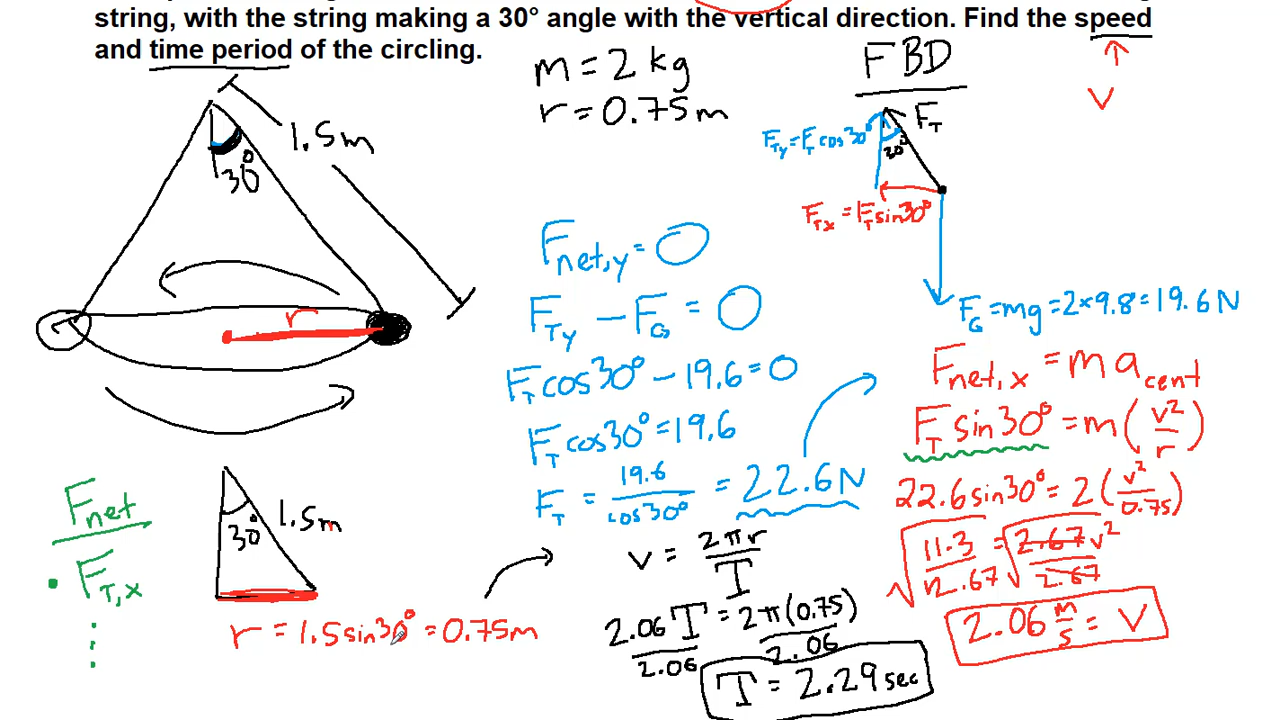 string, with the string making a 30° angle with the vertical direction. Find the speed
and time period of the circling.
m = 2 kg
r = 0.75m
FBD
V
1.5m
30°
r
F_T
F_Ty = F_T cos30°
30°
F_Tx = F_T sin30°
F_G = mg = 2×9.8 = 19.6 N
F_net,y = 0
F_Ty - F_G = 0
F_T cos30° - 19.6 = 0
F_T cos30° = 19.6
F_T = 19.6/cos30° = 22.6N
F_net,x = m a_cent
F_T sin30° = m(v²/r)
22.6 sin30° = 2(v²/0.75)
√(11.3/2.67) = √(2.67v²/2.67)
2.06 m/s = V
F_net
• F_T,x
⋮
30°
1.5m
r = 1.5 sin30° = 0.75m
v = 2πr/T
2.06T/2.06 = 2π(0.75)/2.06
T = 2.29 sec